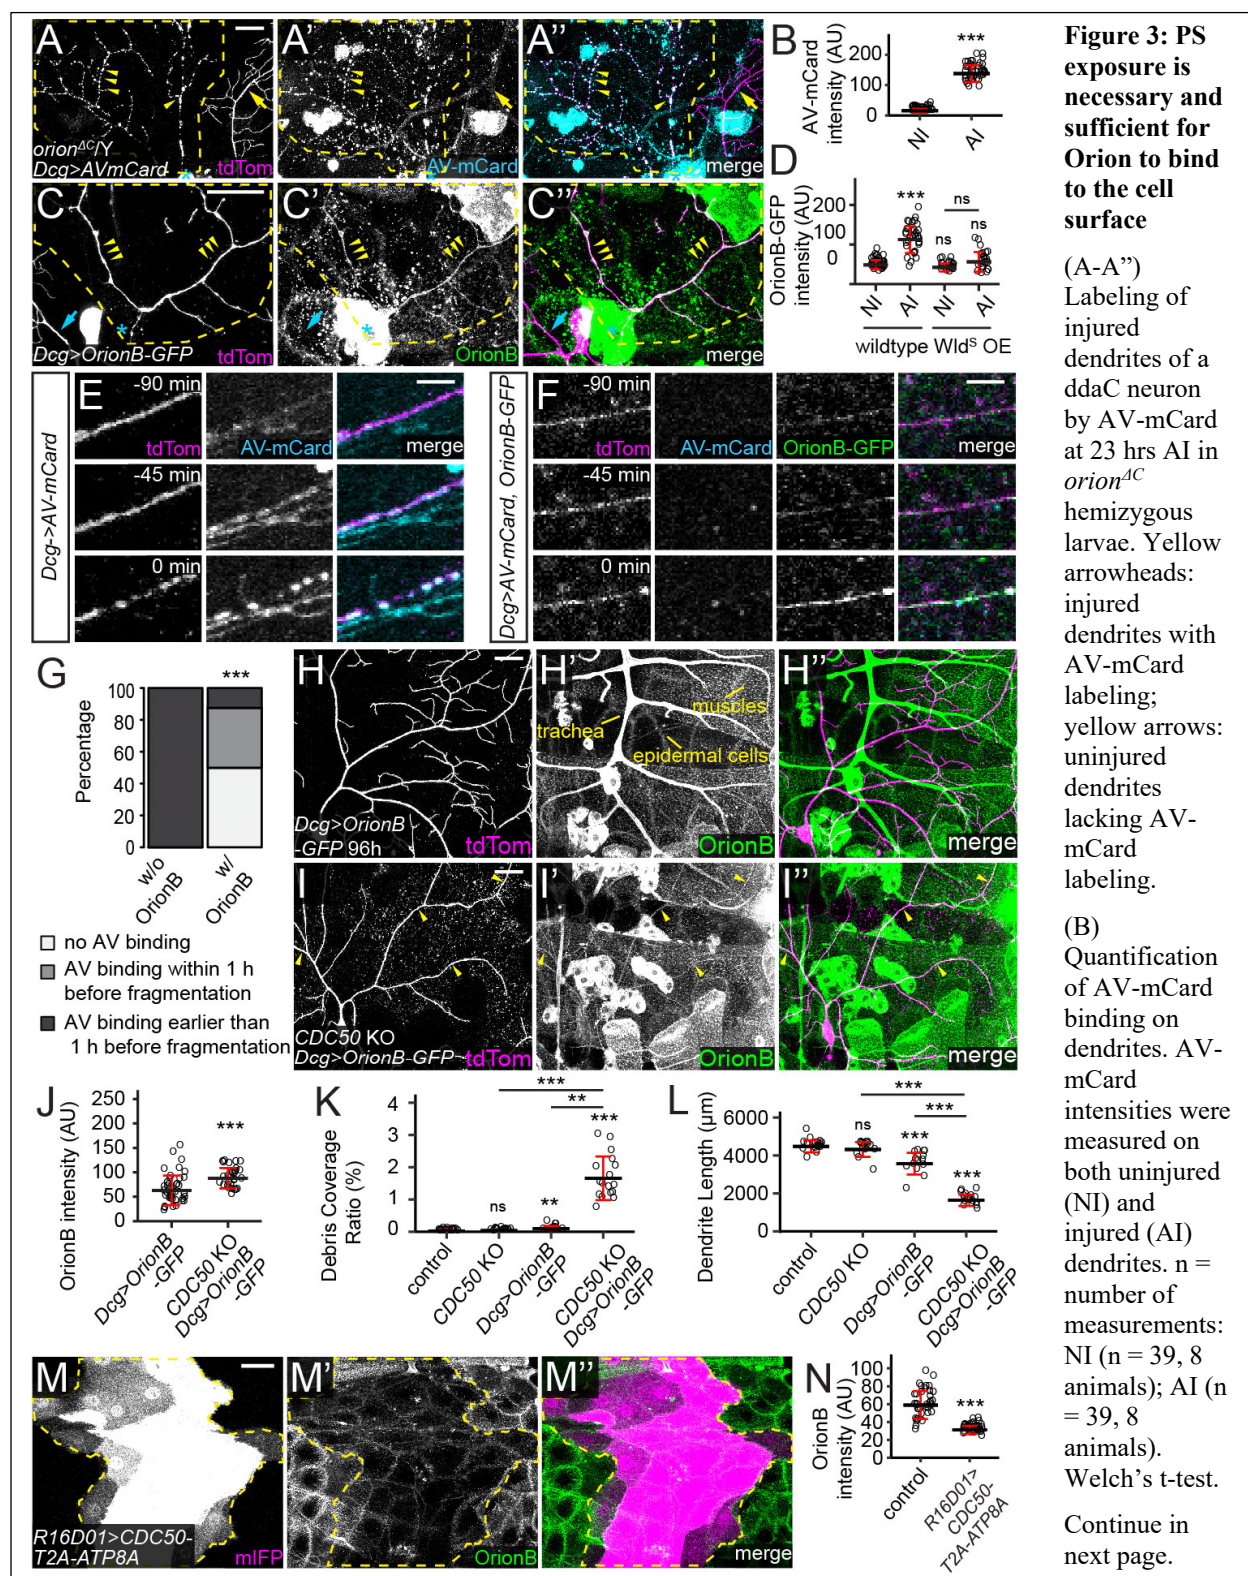 A
orionΔC/Y
Dcg>AVmCard
tdTom
A'
AV-mCard
A''
merge
B
AV-mCard
intensity (AU)
200
100
0
***
NI
AI
C
Dcg>OrionB-GFP
tdTom
C'
OrionB
C''
merge
D
OrionB-GFP
intensity (AU)
200
100
0
***
ns
ns
ns
NI
AI
NI
AI
wildtype
WldS OE
E
Dcg->AV-mCard
-90 min
tdTom
AV-mCard
merge
-45 min
0 min
F
Dcg>AV-mCard, OrionB-GFP
-90 min
tdTom
AV-mCard
OrionB-GFP
merge
-45 min
0 min
G
Percentage
100
80
60
40
20
0
***
w/o
OrionB
w/
OrionB
no AV binding
AV binding within 1 h
before fragmentation
AV binding earlier than
1 h before fragmentation
H
Dcg>OrionB
-GFP 96h
tdTom
H'
muscles
trachea
epidermal cells
OrionB
H''
merge
I
CDC50 KO
Dcg>OrionB-GFP
tdTom
I'
OrionB
I''
merge
J
OrionB intensity (AU)
250
200
150
100
50
0
***
Dcg>OrionB
-GFP
CDC50 KO
Dcg>OrionB
-GFP
K
Debris Coverage
Ratio (%)
4
3
2
1
0
***
**
***
ns
**
control
CDC50 KO
Dcg>OrionB
-GFP
CDC50 KO
Dcg>OrionB
-GFP
L
Dendrite Length (µm)
6000
4000
2000
0
***
***
ns
***
***
control
CDC50 KO
Dcg>OrionB
-GFP
CDC50 KO
Dcg>OrionB
-GFP
M
R16D01>CDC50-
T2A-ATP8A
mIFP
M'
OrionB
M''
merge
N
OrionB
intensity (AU)
100
80
60
40
20
0
***
control
R16D01>
CDC50-
T2A-ATP8A
Figure 3: PS
exposure is
necessary and
sufficient for
Orion to bind
to the cell
surface
(A-A’’)
Labeling of
injured
dendrites of a
ddaC neuron
by AV-mCard
at 23 hrs AI in
orionΔC
hemizygous
larvae. Yellow
arrowheads:
injured
dendrites with
AV-mCard
labeling;
yellow arrows:
uninjured
dendrites
lacking AV-
mCard
labeling.
(B)
Quantification
of AV-mCard
binding on
dendrites. AV-
mCard
intensities were
measured on
both uninjured
(NI) and
injured (AI)
dendrites. n =
number of
measurements:
NI (n = 39, 8
animals); AI (n
= 39, 8
animals).
Welch’s t-test.
Continue in
next page.